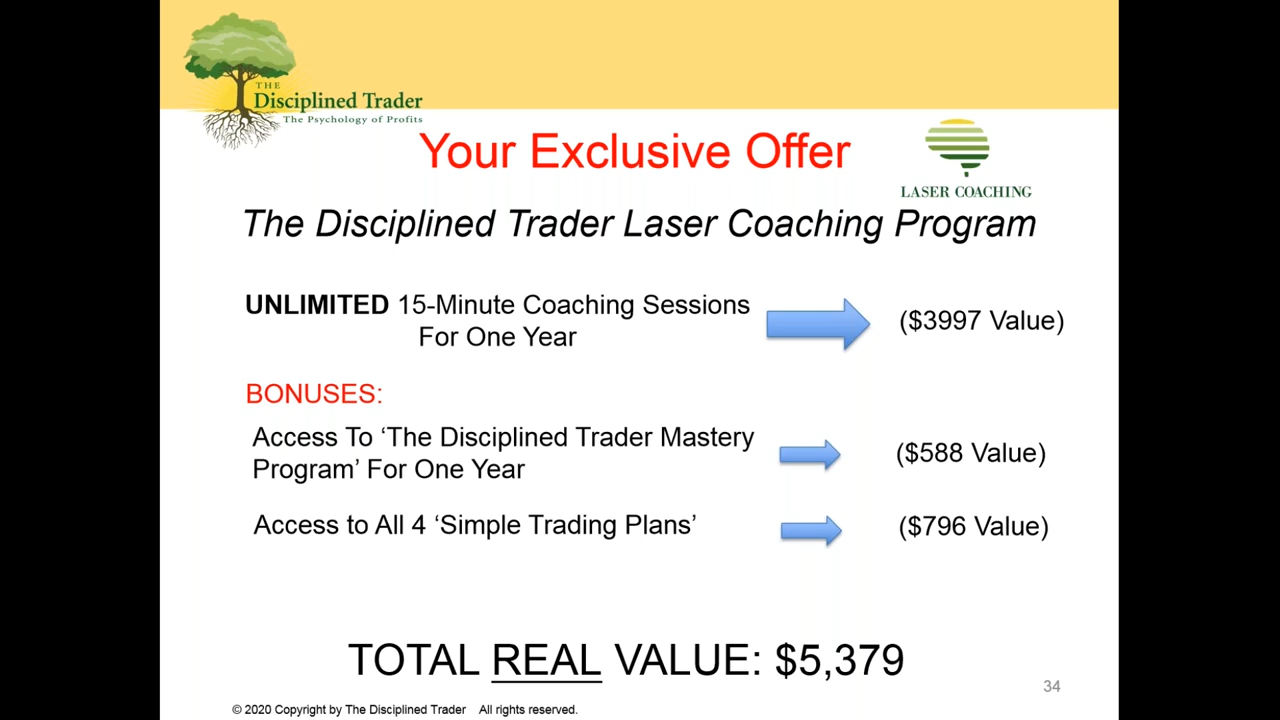 THE
Disciplined Trader
The Psychology of Profits
Your Exclusive Offer
LASER COACHING
The Disciplined Trader Laser Coaching Program
UNLIMITED 15-Minute Coaching Sessions
For One Year
($3997 Value)
BONUSES:
Access To ‘The Disciplined Trader Mastery
Program’ For One Year
($588 Value)
Access to All 4 ‘Simple Trading Plans’
($796 Value)
TOTAL REAL VALUE: $5,379
34
© 2020 Copyright by The Disciplined Trader All rights reserved.